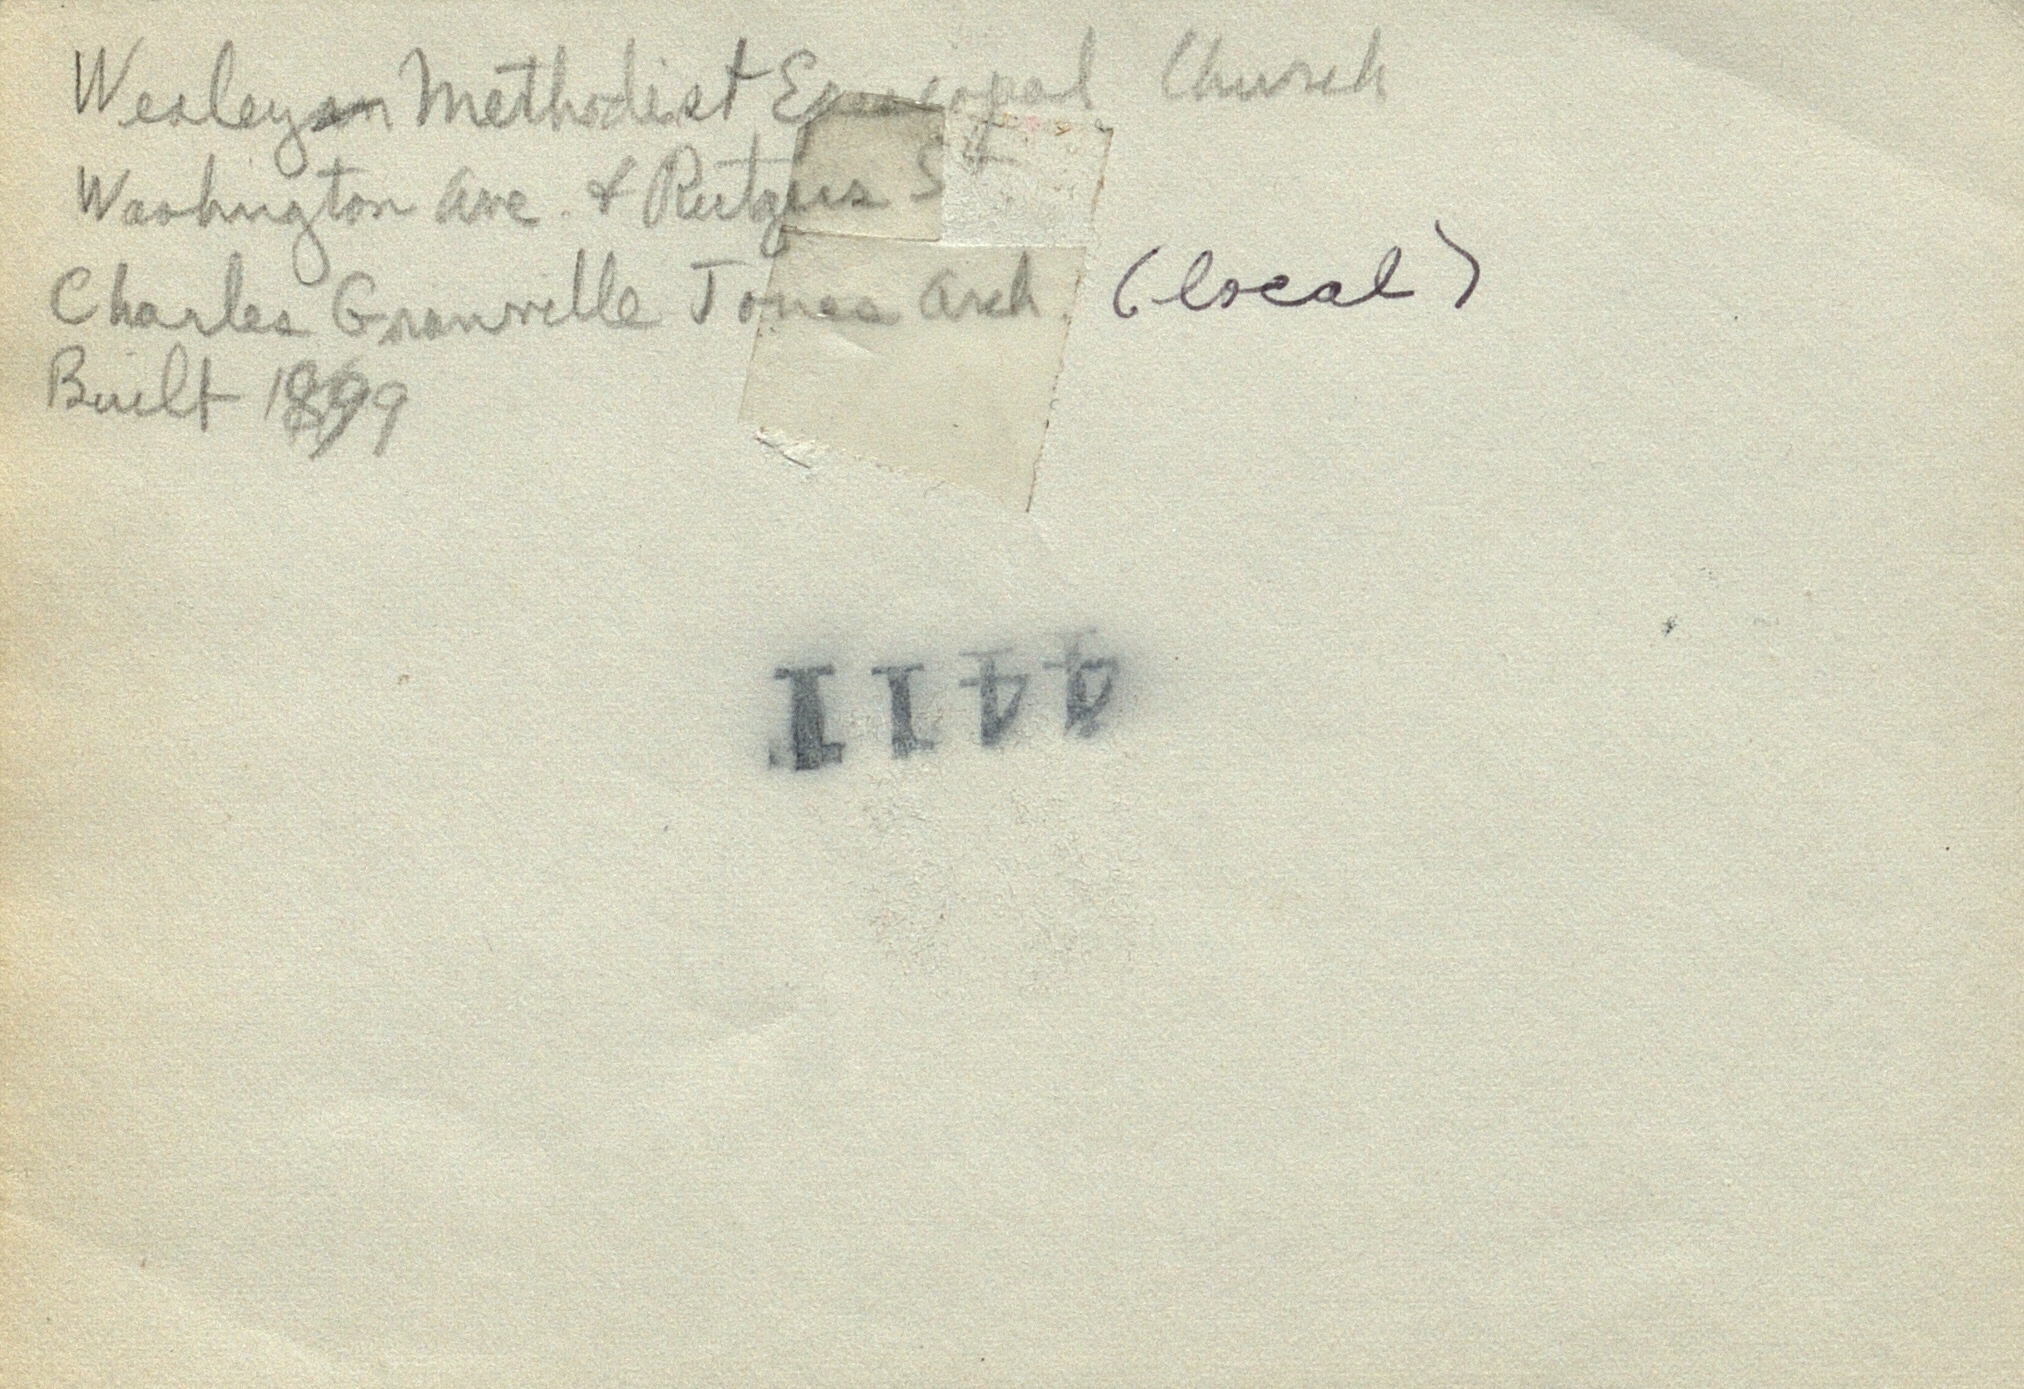 Wesleyan Methodist Episcopal Church
Washington Ave. & Rutgers St
Charles Granville Jones Arch. (local)
Built 1899
4411